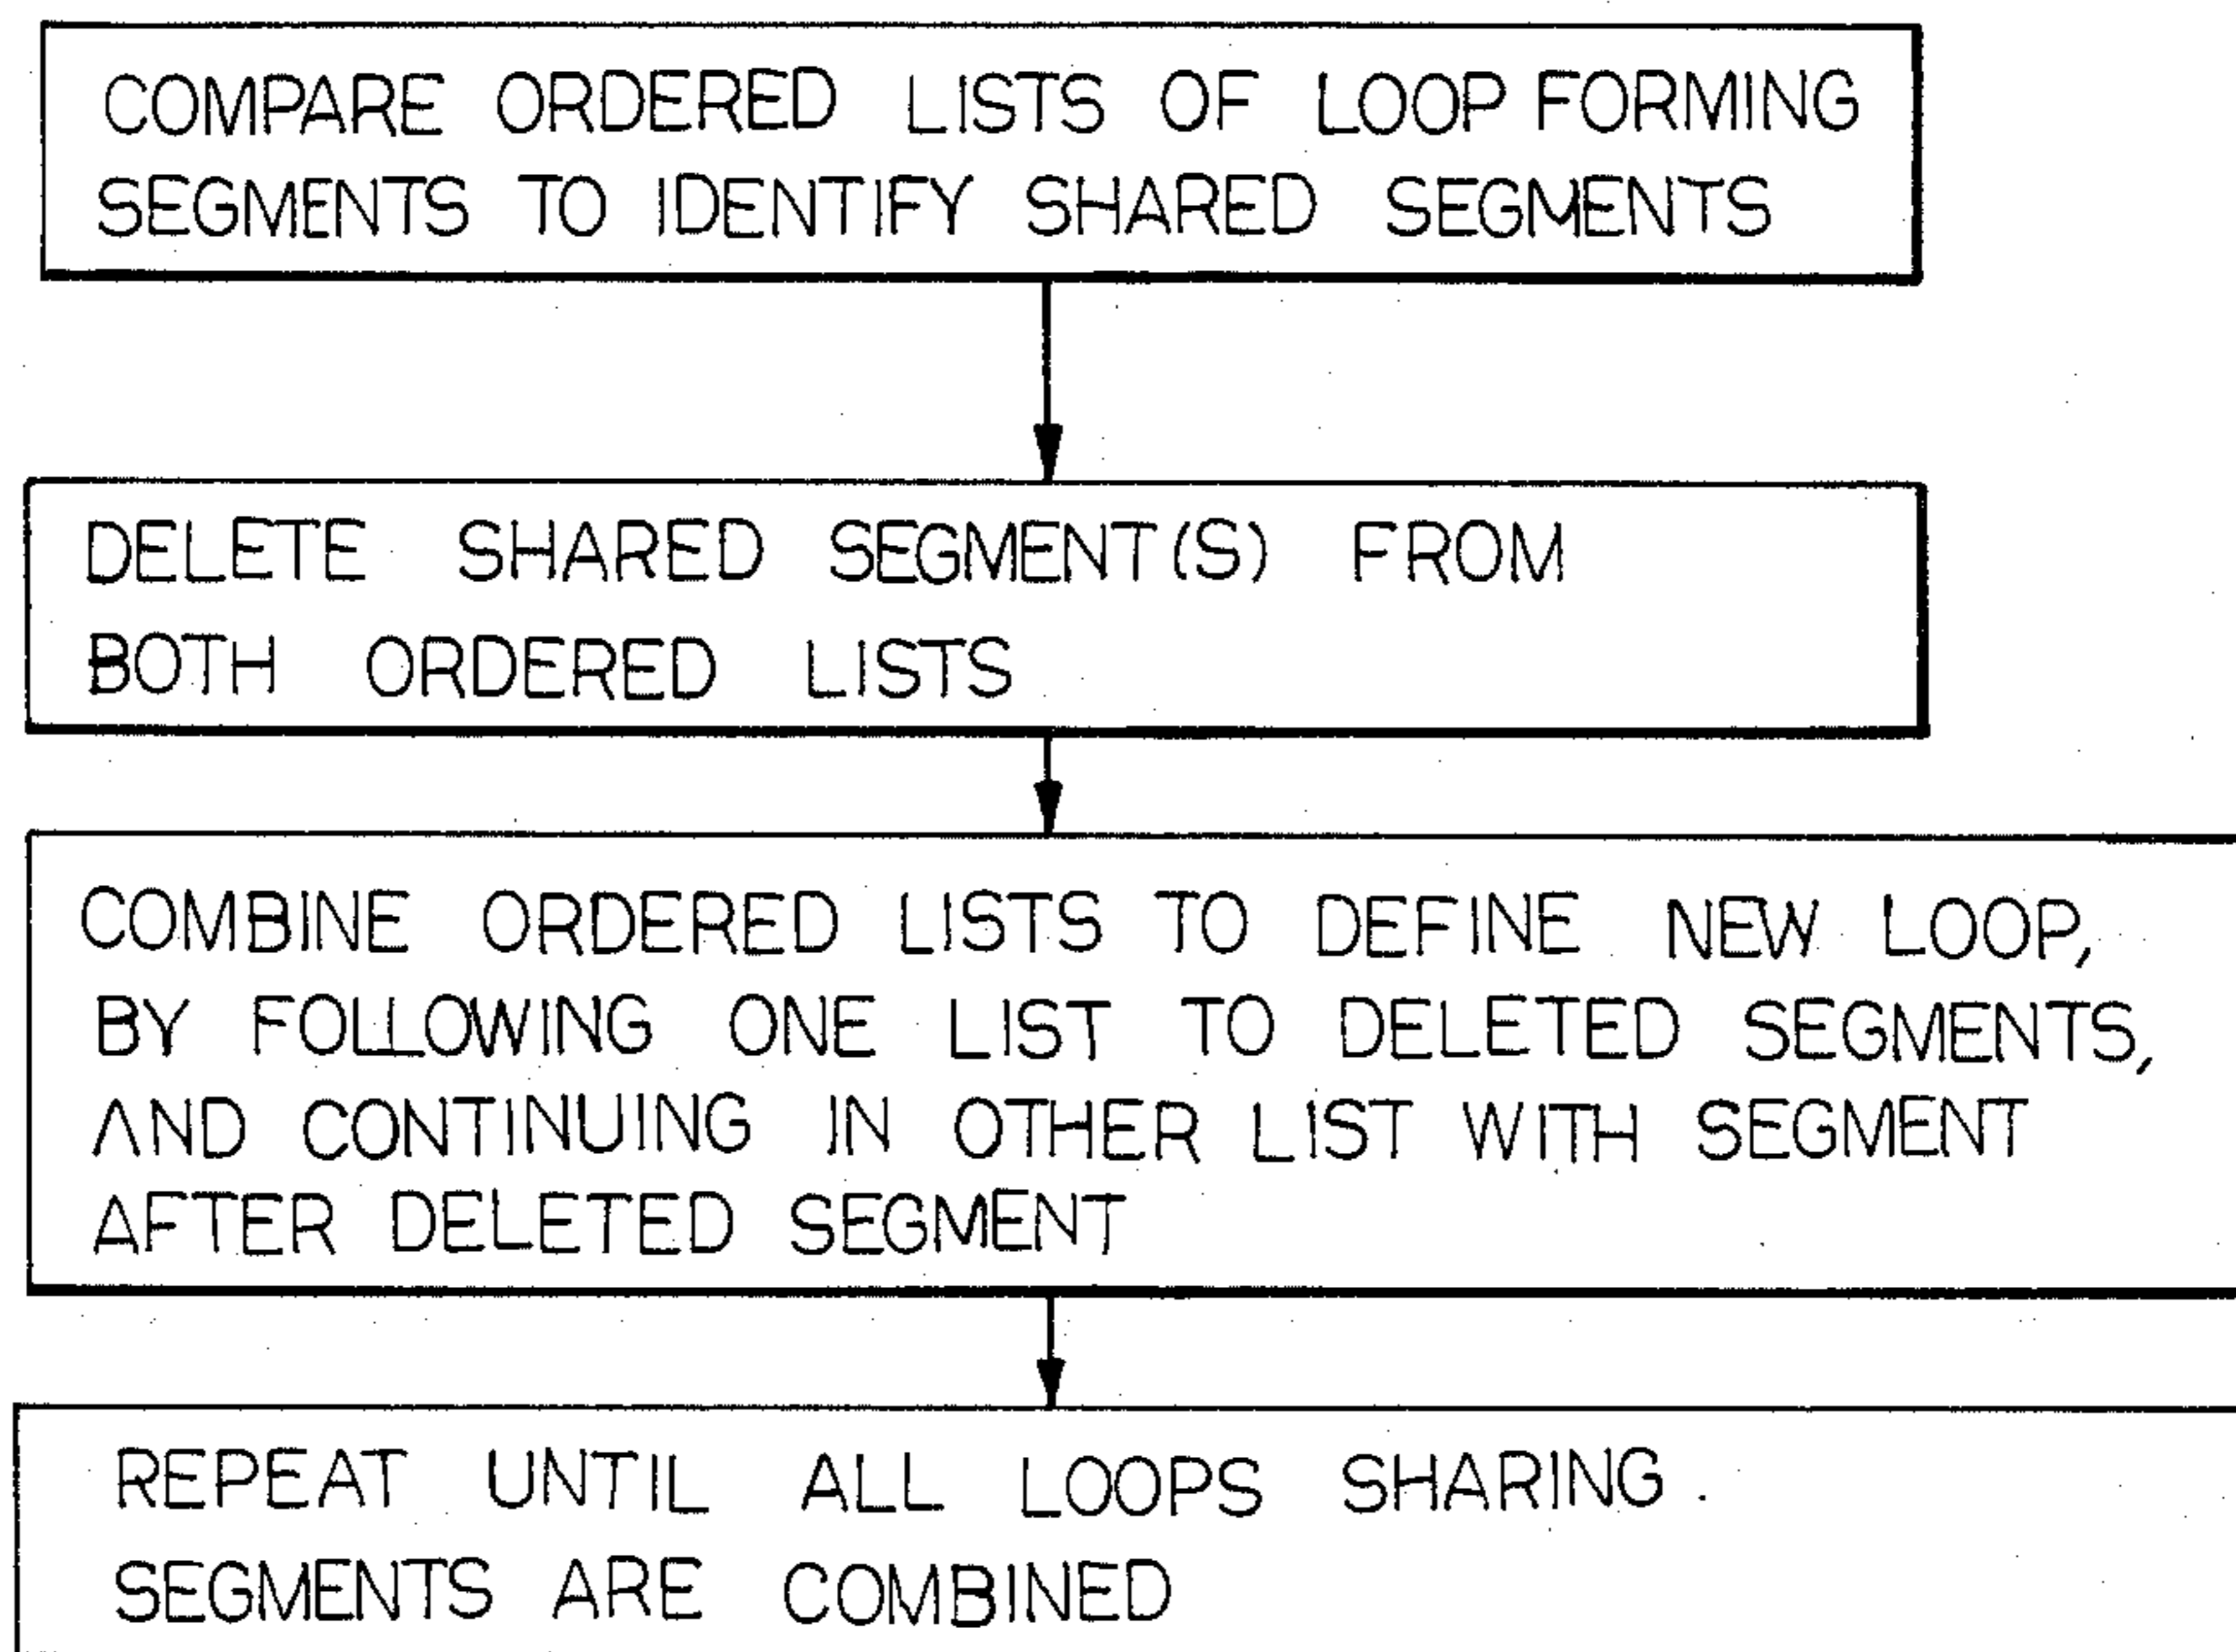 COMPARE ORDERED LISTS OF LOOP FORMING
SEGMENTS TO IDENTIFY SHARED SEGMENTS
DELETE SHARED SEGMENT(S) FROM
BOTH ORDERED LISTS
COMBINE ORDERED LISTS TO DEFINE NEW LOOP,
BY FOLLOWING ONE LIST TO DELETED SEGMENTS,
AND CONTINUING IN OTHER LIST WITH SEGMENT
AFTER DELETED SEGMENT
REPEAT UNTIL ALL LOOPS SHARING
SEGMENTS ARE COMBINED